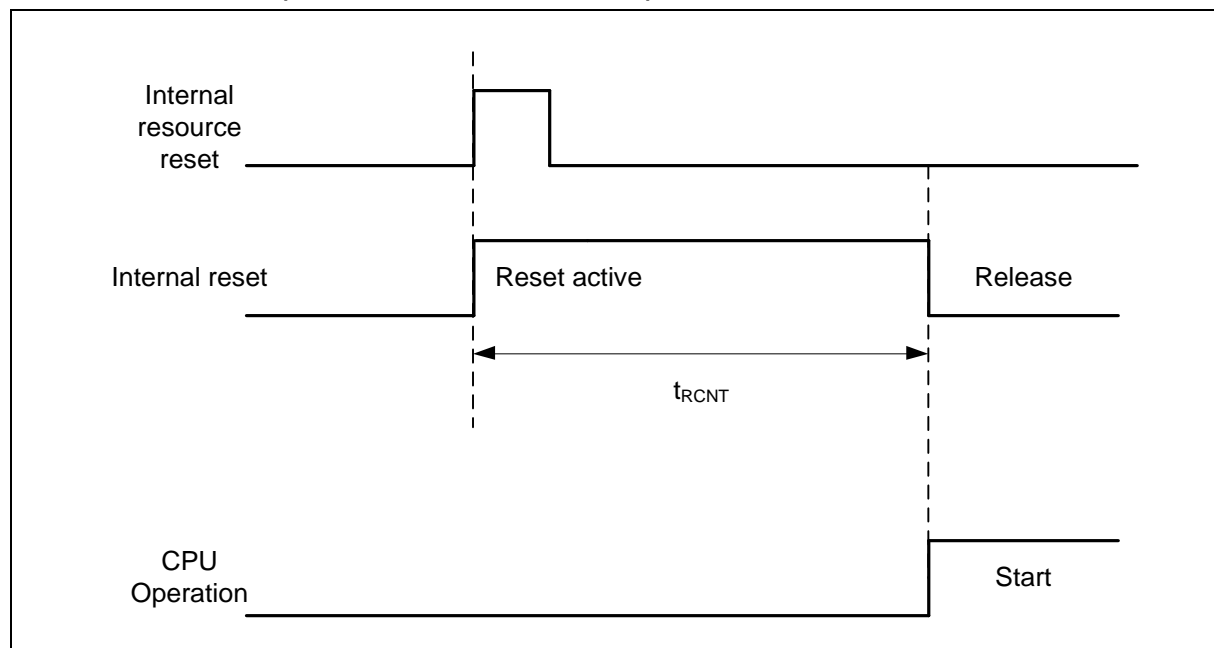 Internal
resource
reset
Internal reset
Reset active
Release
tRCNT
CPU
Operation
Start